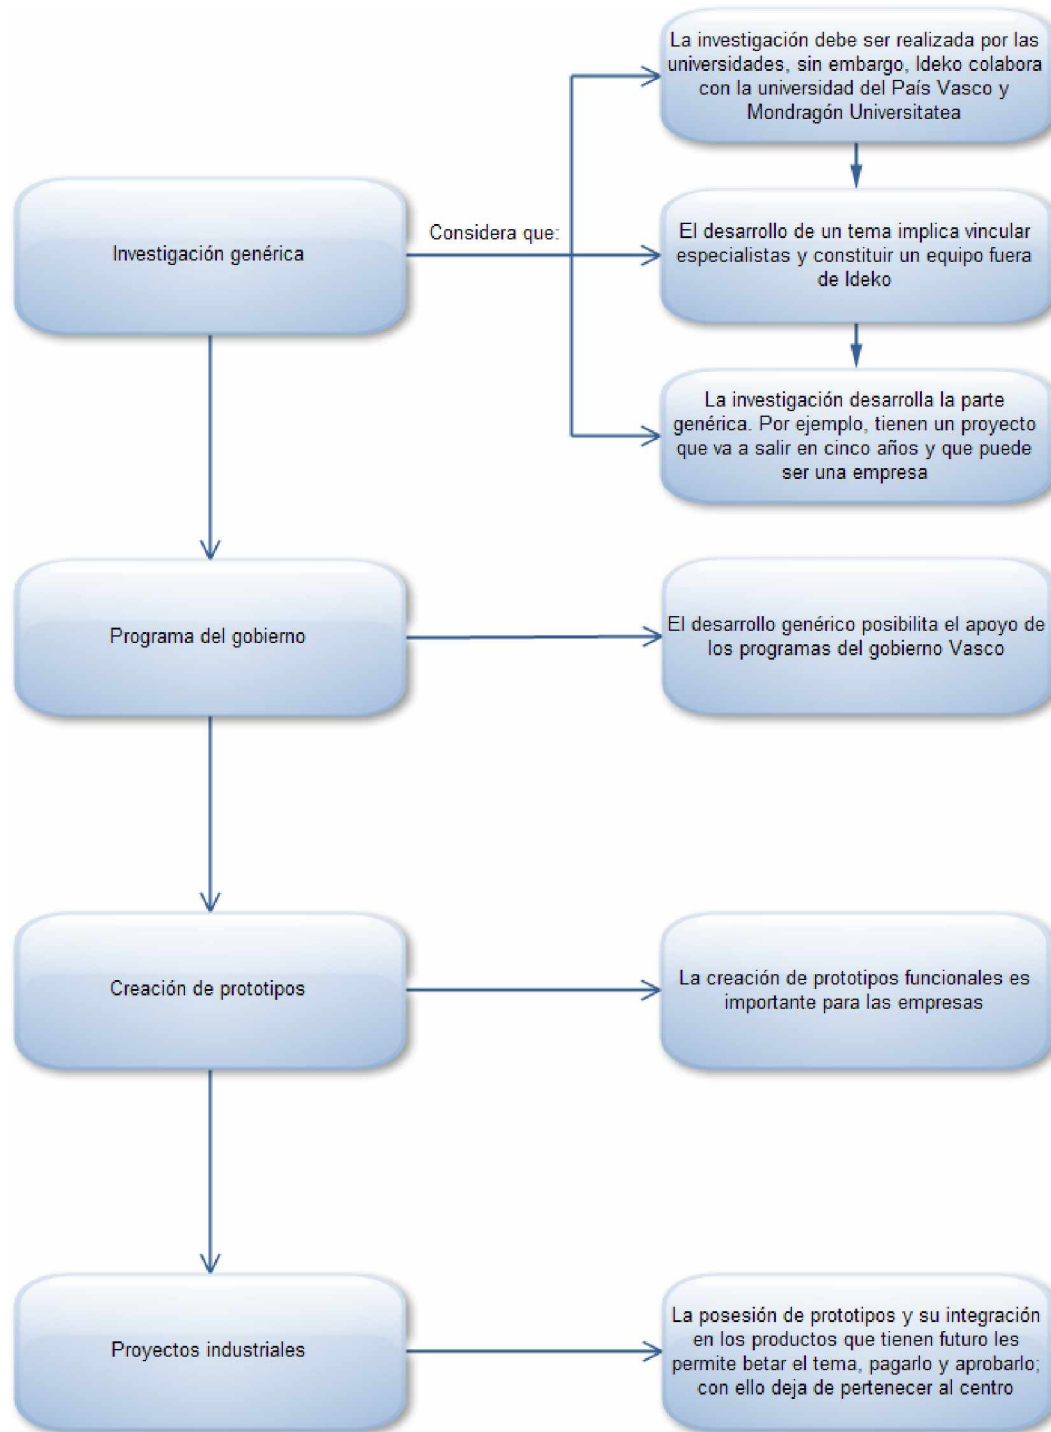 La investigación debe ser realizada por las
universidades, sin embargo, Ideko colabora
con la universidad del País Vasco y
Mondragón Universitatea
Investigación genérica
Considera que:
El desarrollo de un tema implica vincular
especialistas y constituir un equipo fuera
de Ideko
La investigación desarrolla la parte
genérica. Por ejemplo, tienen un proyecto
que va a salir en cinco años y que puede
ser una empresa
Programa del gobierno
El desarrollo genérico posibilita el apoyo de
los programas del gobierno Vasco
Creación de prototipos
La creación de prototipos funcionales es
importante para las empresas
Proyectos industriales
La posesión de prototipos y su integración
en los productos que tienen futuro les
permite betar el tema, pagarlo y aprobarlo;
con ello deja de pertenecer al centro